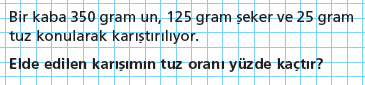 Bir kaba 350 gram un, 125 gram şeker ve 25 gram
tuz konularak karıştırılıyor.
Elde edilen karışımın tuz oranı yüzde kaçtır?